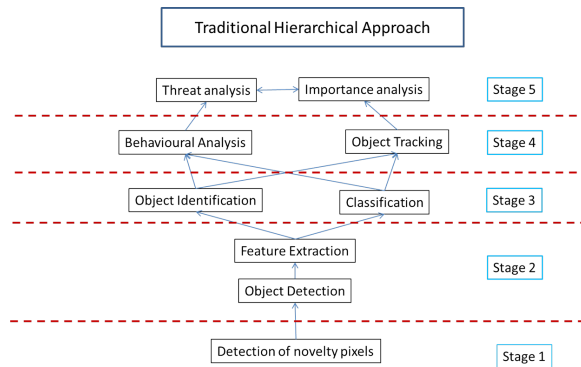 Traditional Hierarchical Approach
Threat analysis
Importance analysis
Stage 5
Behavioural Analysis
Object Tracking
Stage 4
Object Identification
Classification
Stage 3
Feature Extraction
Stage 2
Object Detection
Detection of novelty pixels
Stage 1